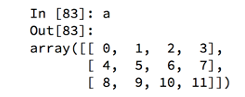 In [83]: a
Out[83]:
array([[ 0,  1,  2,  3],
       [ 4,  5,  6,  7],
       [ 8,  9, 10, 11]])